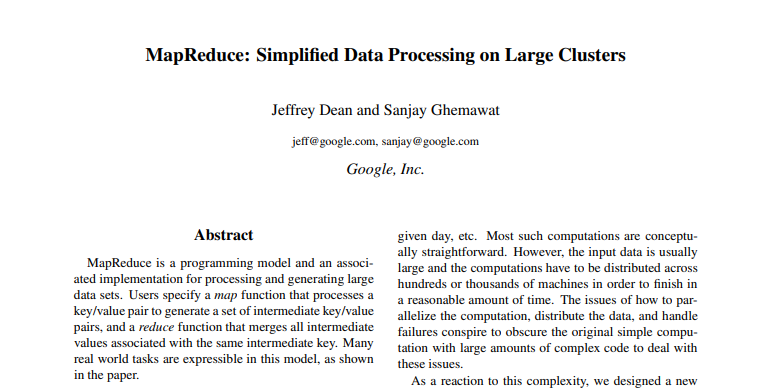 MapReduce: Simplified Data Processing on Large Clusters
Jeffrey Dean and Sanjay Ghemawat
jeff@google.com, sanjay@google.com
Google, Inc.
Abstract
MapReduce is a programming model and an associ-
ated implementation for processing and generating large
data sets. Users specify a map function that processes a
key/value pair to generate a set of intermediate key/value
pairs, and a reduce function that merges all intermediate
values associated with the same intermediate key. Many
real world tasks are expressible in this model, as shown
in the paper.
given day, etc. Most such computations are conceptu-
ally straightforward. However, the input data is usually
large and the computations have to be distributed across
hundreds or thousands of machines in order to finish in
a reasonable amount of time. The issues of how to par-
allelize the computation, distribute the data, and handle
failures conspire to obscure the original simple compu-
tation with large amounts of complex code to deal with
these issues.
As a reaction to this complexity, we designed a new